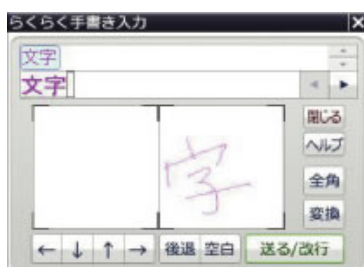 らくらく手書き入力 X
文字
文字
字
閉じる
ヘルプ
全角
変換
← ↓ ↑ → 後退 空白 送る/改行